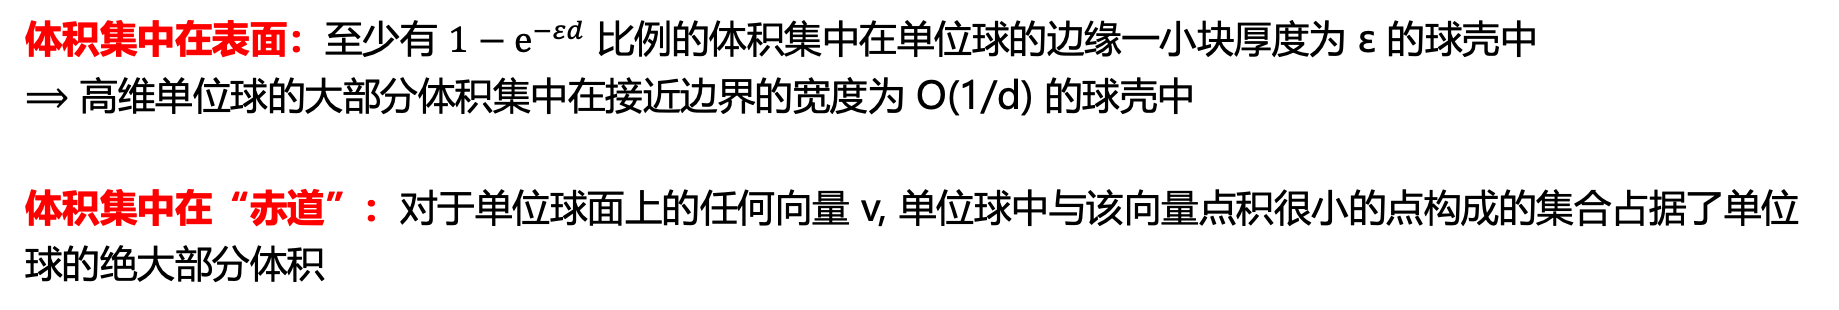 体积集中在表面：至少有 1 − e^{−εd} 比例的体积集中在单位球的边缘一小块厚度为 ε 的球壳中
⟹ 高维单位球的大部分体积集中在接近边界的宽度为 O(1/d) 的球壳中
体积集中在“赤道”：对于单位球面上的任何向量 v, 单位球中与该向量点积很小的点构成的集合占据了单位
球的绝大部分体积